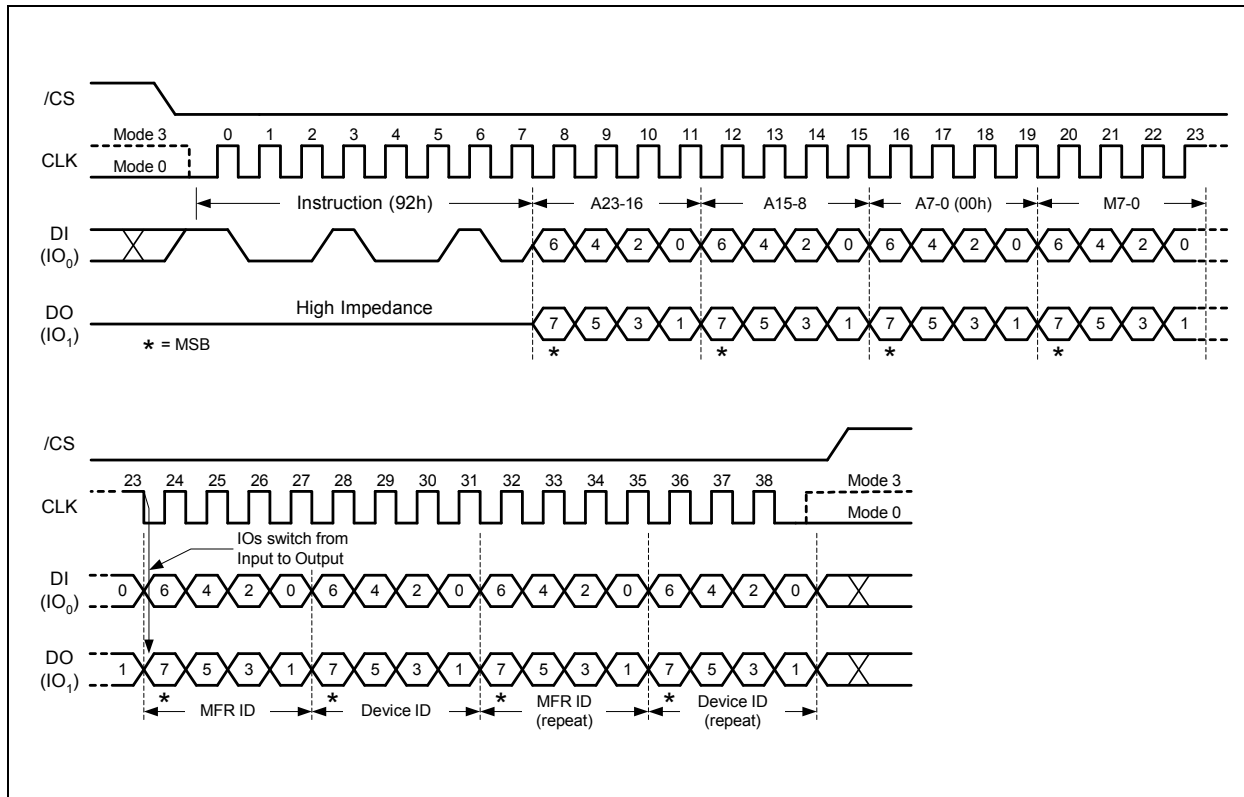 /CS
Mode 3
0 1 2 3 4 5 6 7 8 9 10 11 12 13 14 15 16 17 18 19 20 21 22 23
CLK
Mode 0
Instruction (92h) A23-16 A15-8 A7-0 (00h) M7-0
DI
(IO0)
6 4 2 0 6 4 2 0 6 4 2 0 6 4 2 0
High Impedance
DO
(IO1)
7 5 3 1 7 5 3 1 7 5 3 1 7 5 3 1
* = MSB
* * * *
/CS
23 24 25 26 27 28 29 30 31 32 33 34 35 36 37 38
Mode 3
CLK
Mode 0
IOs switch from
Input to Output
DI
(IO0)
0 6 4 2 0 6 4 2 0 6 4 2 0 6 4 2 0
DO
(IO1)
1 7 5 3 1 7 5 3 1 7 5 3 1 7 5 3 1
* * * *
MFR ID Device ID MFR ID
(repeat)
Device ID
(repeat)